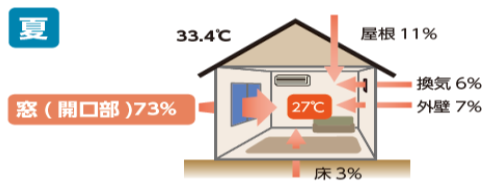 夏
33.4℃
屋根 11%
換気 6%
外壁 7%
窓 ( 開口部 )73%
27℃
床 3%